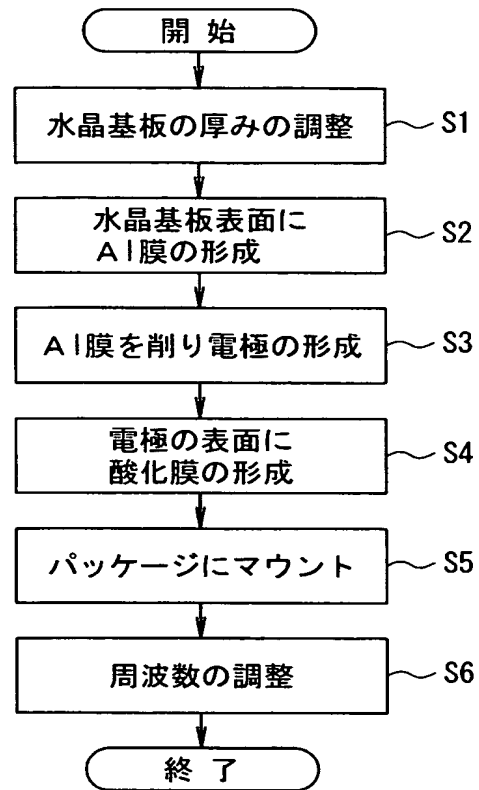 開始
水晶基板の厚みの調整
S1
水晶基板表面に
Al膜の形成
S2
Al膜を削り電極の形成
S3
電極の表面に
酸化膜の形成
S4
パッケージにマウント
S5
周波数の調整
S6
終了